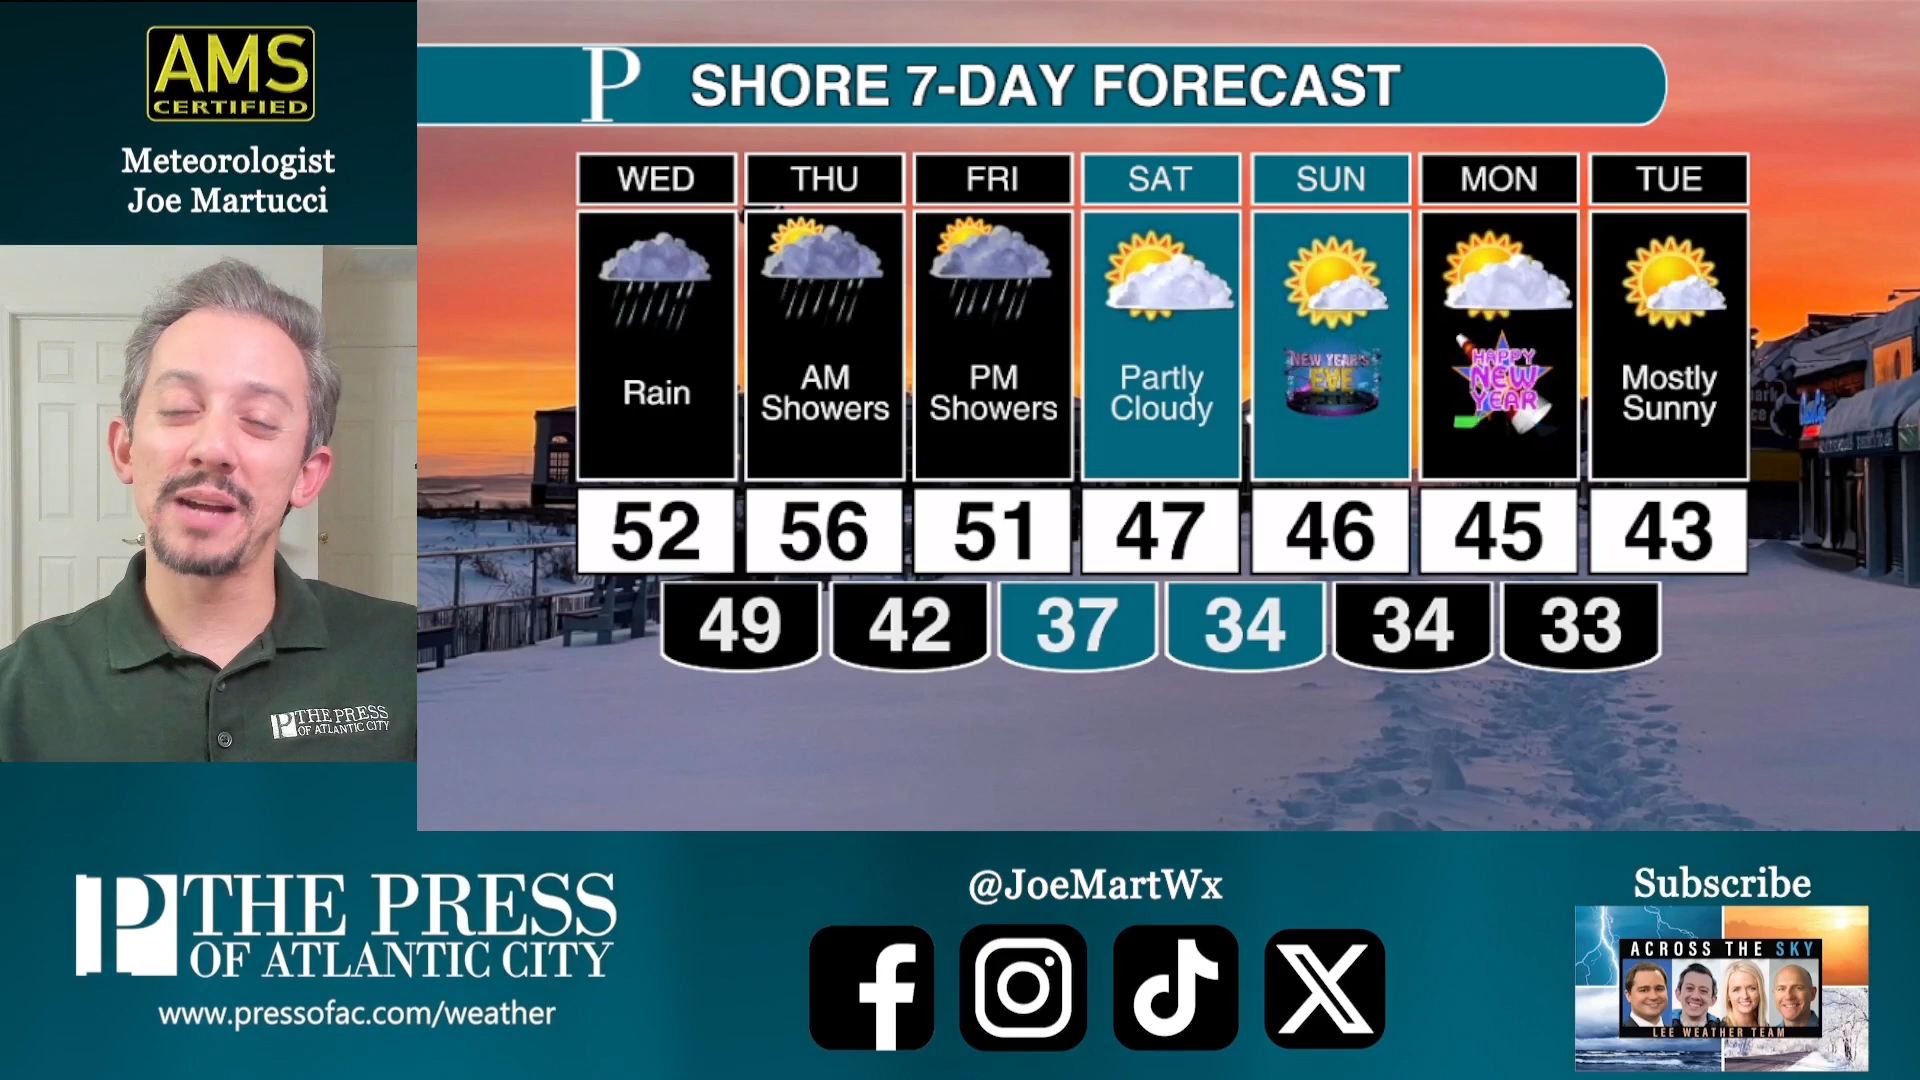 AMS
CERTIFIED
Meteorologist
Joe Martucci
P SHORE 7-DAY FORECAST
WED THU FRI SAT SUN MON TUE
Rain
AM
Showers
PM
Showers
Partly
Cloudy
NEW YEAR'S
EVE
HAPPY
NEW
YEAR
Mostly
Sunny
52 56 51 47 46 45 43
49 42 37 34 34 33
P THE PRESS
OF ATLANTIC CITY
P THE PRESS
OF ATLANTIC CITY
www.pressofac.com/weather
@JoeMartWx
Subscribe
ACROSS THE SKY
LEE WEATHER TEAM